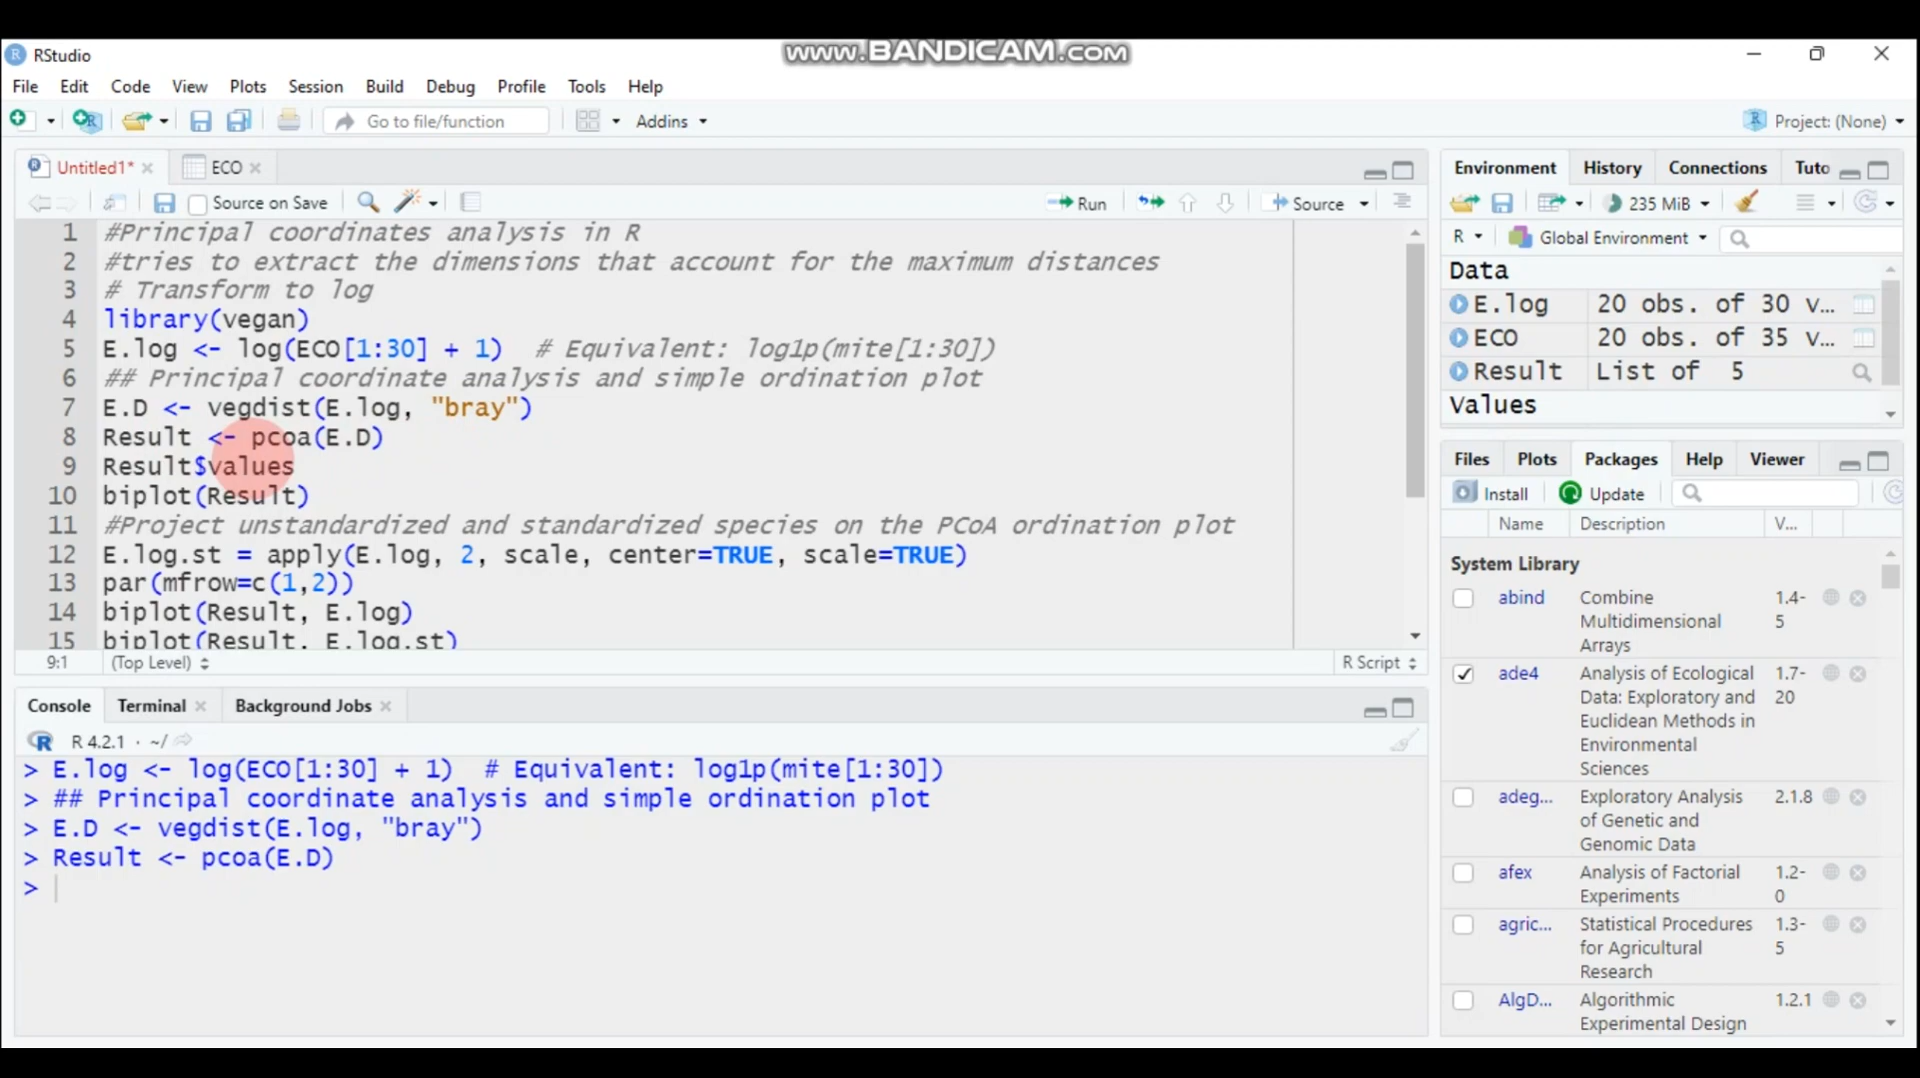 www.BANDICAM.com
RStudio
File Edit Code View Plots Session Build Debug Profile Tools Help
Go to file/function Addins Project: (None)
Untitled1* ECO
Source on Save Run Source
1 #Principal coordinates analysis in R
2 #tries to extract the dimensions that account for the maximum distances
3 # Transform to log
4 library(vegan)
5 E.log <- log(ECO[1:30] + 1) # Equivalent: log1p(mite[1:30])
6 ## Principal coordinate analysis and simple ordination plot
7 E.D <- vegdist(E.log, "bray")
8 Result <- pcoa(E.D)
9 Result$values
10 biplot(Result)
11 #Project unstandardized and standardized species on the PCoA ordination plot
12 E.log.st = apply(E.log, 2, scale, center=TRUE, scale=TRUE)
13 par(mfrow=c(1,2))
14 biplot(Result, E.log)
15 biplot(Result, E.log.st)
9:1 (Top Level) R Script
Console Terminal Background Jobs
R 4.2.1 · ~/
> E.log <- log(ECO[1:30] + 1) # Equivalent: log1p(mite[1:30])
> ## Principal coordinate analysis and simple ordination plot
> E.D <- vegdist(E.log, "bray")
> Result <- pcoa(E.D)
>
Environment History Connections Tuto
235 MiB
R Global Environment
Data
E.log 20 obs. of 30 v...
ECO 20 obs. of 35 v...
Result List of 5
Values
Files Plots Packages Help Viewer
Install Update
Name Description V...
System Library
abind Combine 1.4-
Multidimensional 5
Arrays
ade4 Analysis of Ecological 1.7-
Data: Exploratory and 20
Euclidean Methods in
Environmental
Sciences
adeg... Exploratory Analysis 2.1.8
of Genetic and
Genomic Data
afex Analysis of Factorial 1.2-
Experiments 0
agric... Statistical Procedures 1.3-
for Agricultural 5
Research
AlgD... Algorithmic 1.2.1
Experimental Design